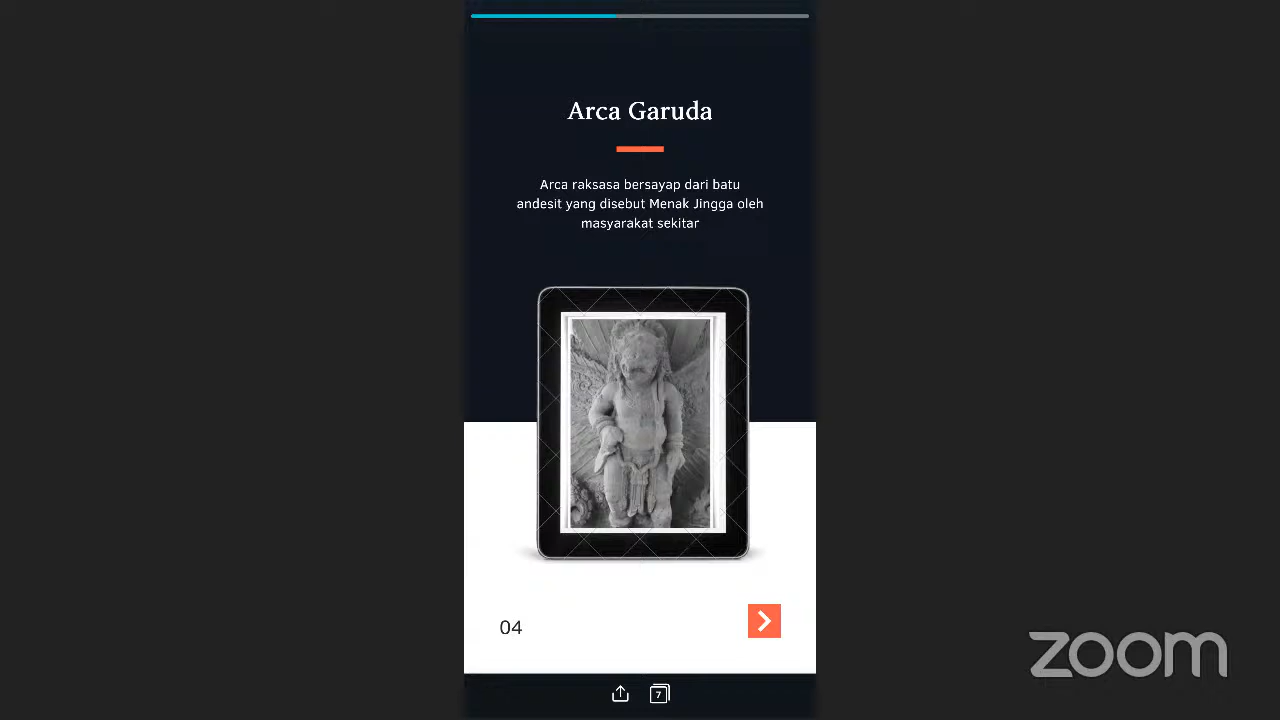 Arca Garuda
Arca raksasa bersayap dari batu
andesit yang disebut Menak Jingga oleh
masyarakat sekitar
04
7
zoom